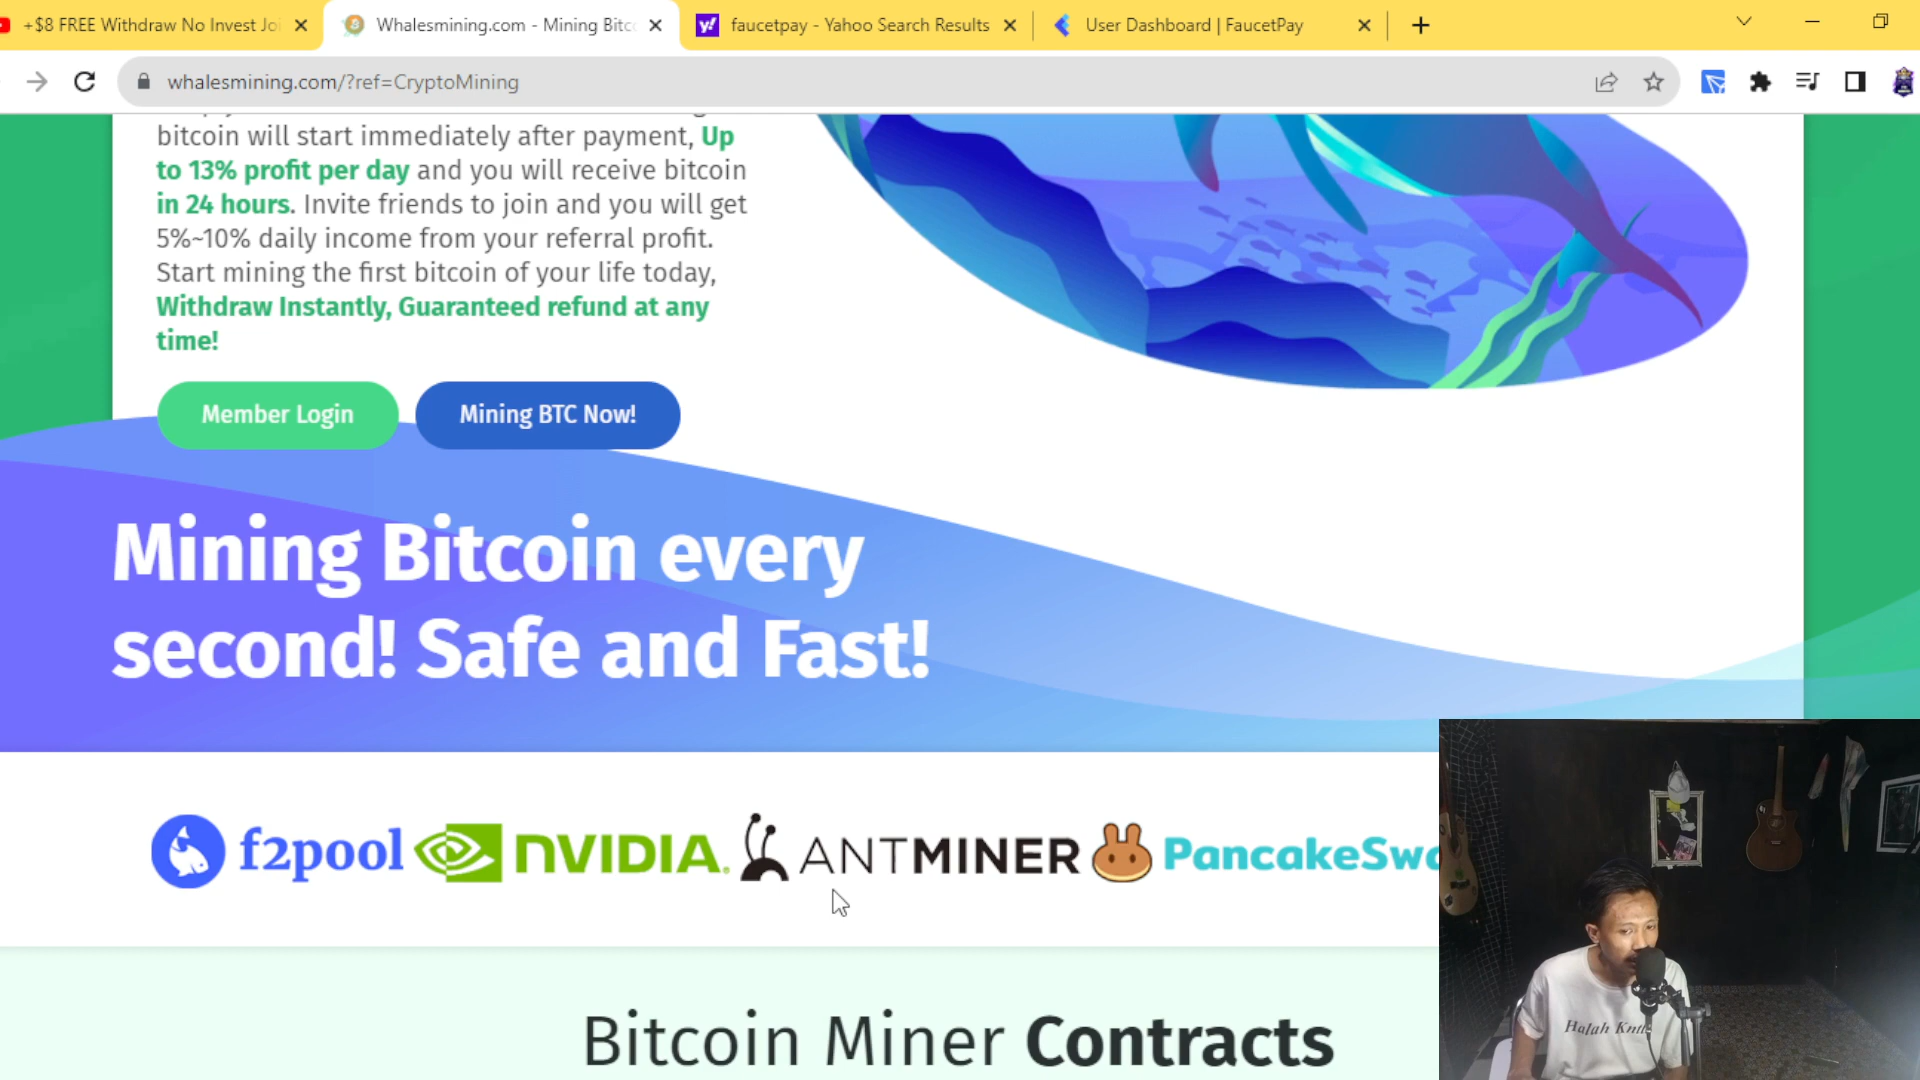 +$8 FREE Withdraw No Invest Joi
Whalesmining.com - Mining Bitc
faucetpay - Yahoo Search Results
User Dashboard | FaucetPay
whalesmining.com/?ref=CryptoMining
bitcoin will start immediately after payment, Up
to 13% profit per day and you will receive bitcoin
in 24 hours. Invite friends to join and you will get
5%~10% daily income from your referral profit.
Start mining the first bitcoin of your life today,
Withdraw Instantly, Guaranteed refund at any
time!
Member Login
Mining BTC Now!
Mining Bitcoin every
second! Safe and Fast!
f2pool
NVIDIA.
ANTMINER
PancakeSwa
Bitcoin Miner Contracts